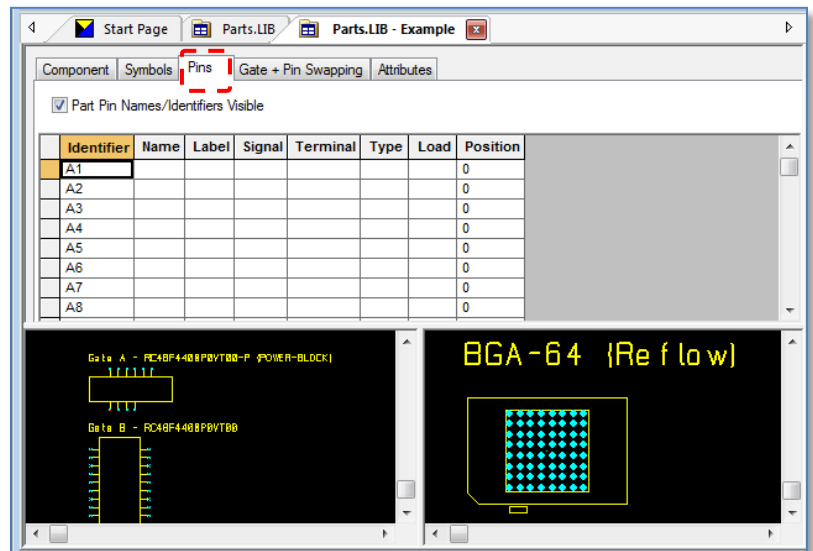 Start Page Parts.LIB Parts.LIB - Example
Component Symbols Pins Gate + Pin Swapping Attributes
Part Pin Names/Identifiers Visible
Identifier Name Label Signal Terminal Type Load Position
A1 0
A2 0
A3 0
A4 0
A5 0
A6 0
A7 0
A8 0
Gate A - RC48F4408P0VT00-P (POWER-BLOCK)
Gate B - RC48F4408P0VT00
BGA-64 (Reflow)